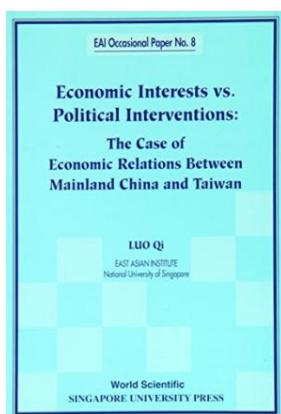 EAI Occasional Paper No. 8
Economic Interests vs.
Political Interventions:
The Case of
Economic Relations Between
Mainland China and Taiwan
LUO Qi
EAST ASIAN INSTITUTE
National University of Singapore
World Scientific
SINGAPORE UNIVERSITY PRESS